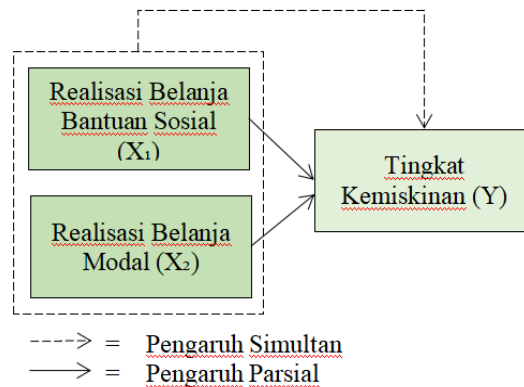 Realisasi Belanja
Bantuan Sosial
(X₁)
Tingkat
Kemiskinan (Y)
Realisasi Belanja
Modal (X₂)
= Pengaruh Simultan
= Pengaruh Parsial